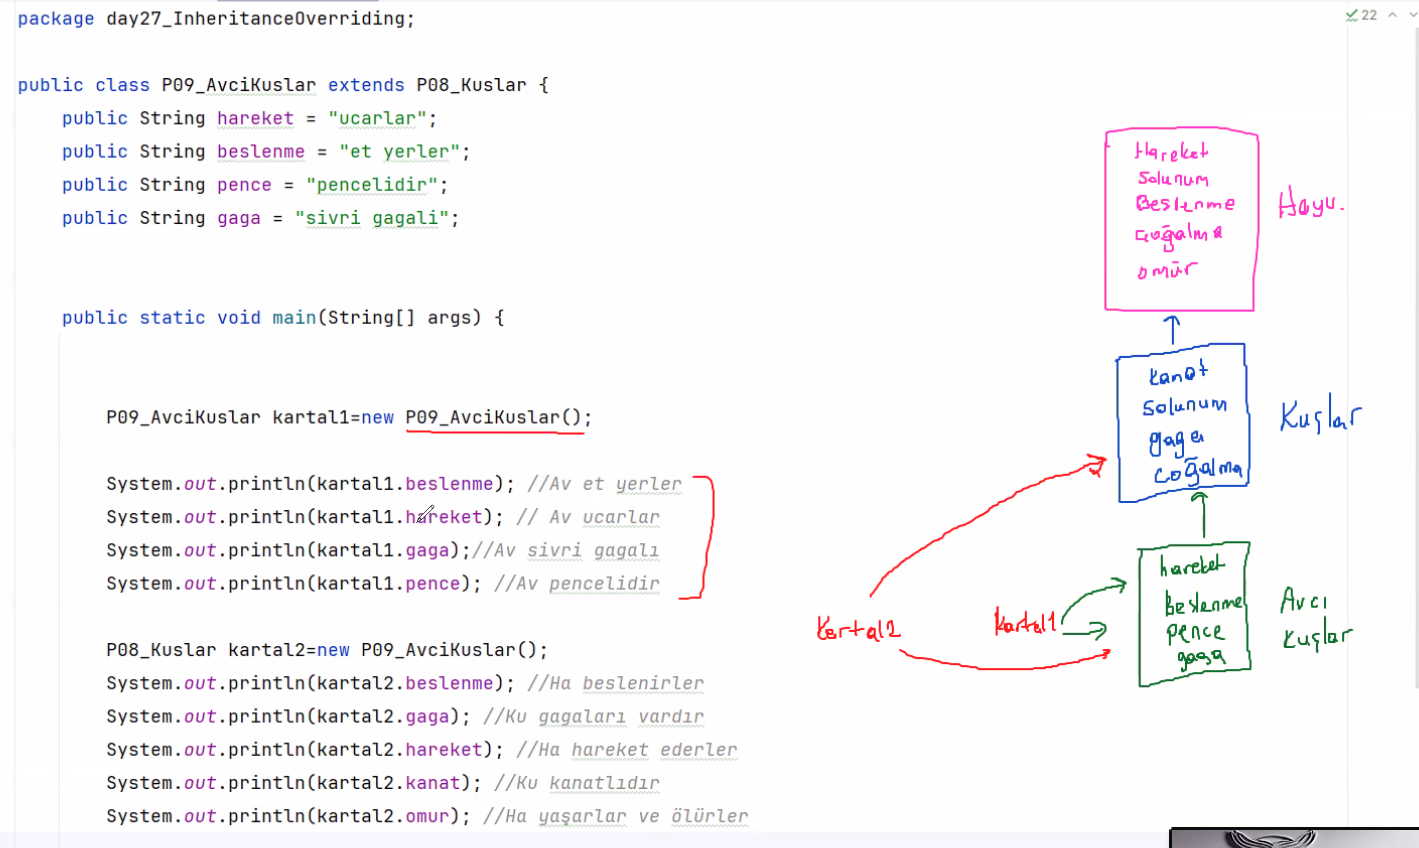 package day27_InheritanceOverriding;
22
public class P09_AvciKuslar extends P08_Kuslar {
public String hareket = "ucarlar";
public String beslenme = "et yerler";
public String pence = "pencelidir";
public String gaga = "sivri gagali";
public static void main(String[] args) {
P09_AvciKuslar kartal1=new P09_AvciKuslar();
System.out.println(kartal1.beslenme); //Av et yerler
System.out.println(kartal1.hareket); // Av ucarlar
System.out.println(kartal1.gaga);//Av sivri gagalı
System.out.println(kartal1.pence); //Av pencelidir
P08_Kuslar kartal2=new P09_AvciKuslar();
System.out.println(kartal2.beslenme); //Ha beslenirler
System.out.println(kartal2.gaga); //Ku gagaları vardır
System.out.println(kartal2.hareket); //Ha hareket ederler
System.out.println(kartal2.kanat); //Ku kanatlıdır
System.out.println(kartal2.omur); //Ha yaşarlar ve ölürler
Hareket
Solunum
Beslenme
Çoğalma
omür
Hayv.
kanat
Solunum
gaga
Çoğalma
Kuşlar
hareket
Beslenme
pence
gaga
Avcı
kuşlar
kartal2
kartal1